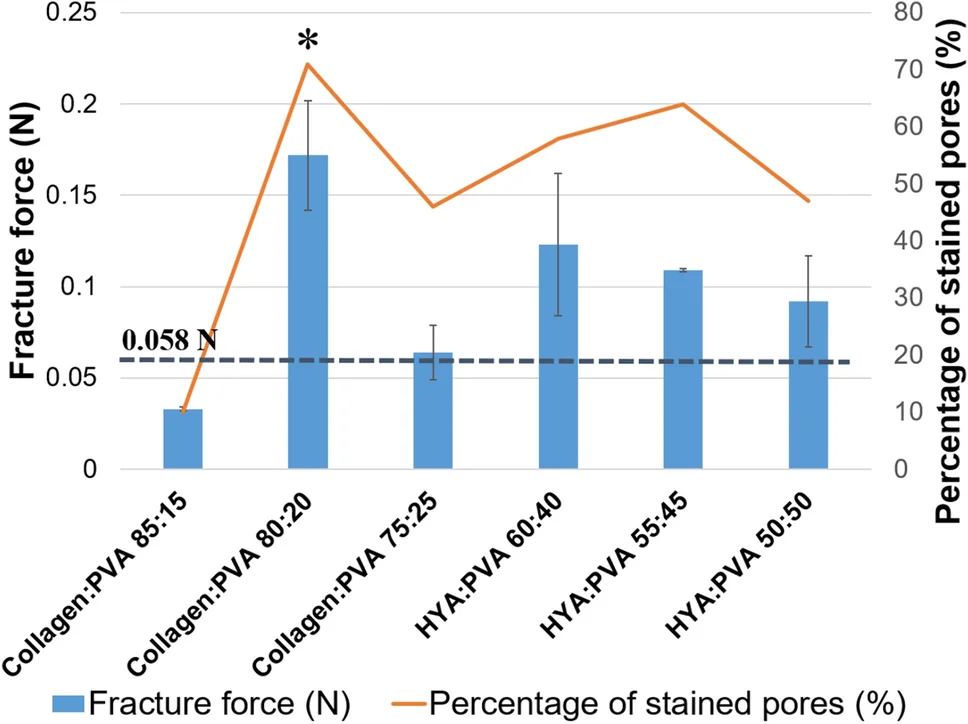 Fracture force (N)
0.25
0.2
0.15
0.1
0.05
0
*
0.058 N
80
70
60
50
40
30
20
10
0
Percentage of stained pores (%)
Collagen:PVA 85:15
Collagen:PVA 80:20
Collagen:PVA 75:25
HYA:PVA 60:40
HYA:PVA 55:45
HYA:PVA 50:50
Fracture force (N)
Percentage of stained pores (%)